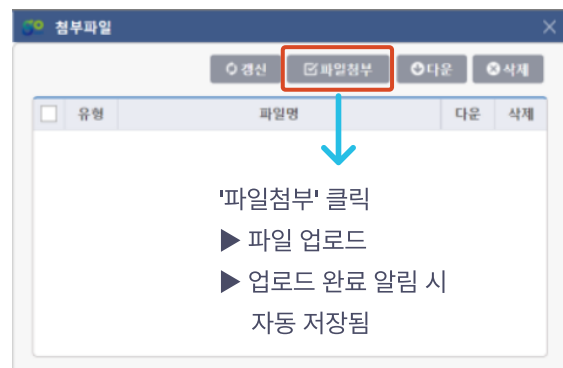 첨부파일
갱신 파일첨부 다운 삭제
유형 파일명 다운 삭제
'파일첨부' 클릭
▶ 파일 업로드
▶ 업로드 완료 알림 시
자동 저장됨